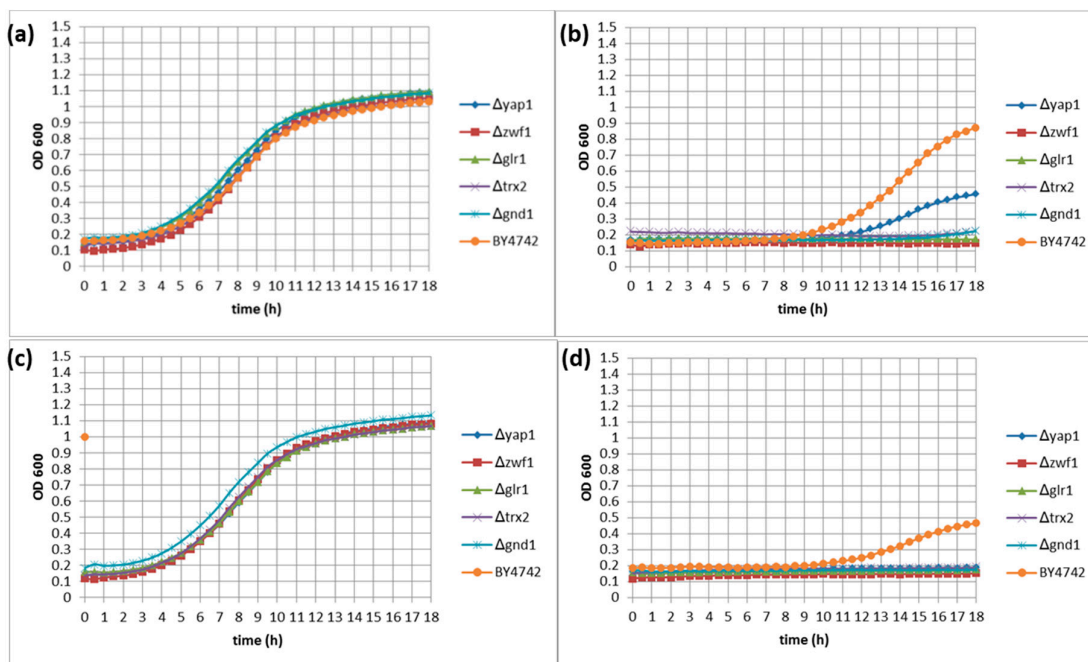 (a)
1.5
1.4
1.3
1.2
1.1
1
0.9
0.8
0.7
0.6
0.5
0.4
0.3
0.2
0.1
0
OD 600
0 1 2 3 4 5 6 7 8 9 10 11 12 13 14 15 16 17 18
time (h)
Δyap1
Δzwf1
Δglr1
Δtrx2
Δgnd1
BY4742
(b)
1.5
1.4
1.3
1.2
1.1
1
0.9
0.8
0.7
0.6
0.5
0.4
0.3
0.2
0.1
0
OD 600
0 1 2 3 4 5 6 7 8 9 10 11 12 13 14 15 16 17 18
time (h)
Δyap1
Δzwf1
Δglr1
Δtrx2
Δgnd1
BY4742
(c)
1.5
1.4
1.3
1.2
1.1
1
0.9
0.8
0.7
0.6
0.5
0.4
0.3
0.2
0.1
0
OD 600
0 1 2 3 4 5 6 7 8 9 10 11 12 13 14 15 16 17 18
time (h)
Δyap1
Δzwf1
Δglr1
Δtrx2
Δgnd1
BY4742
(d)
1.5
1.4
1.3
1.2
1.1
1
0.9
0.8
0.7
0.6
0.5
0.4
0.3
0.2
0.1
0
OD 600
0 1 2 3 4 5 6 7 8 9 10 11 12 13 14 15 16 17 18
time (h)
Δyap1
Δzwf1
Δglr1
Δtrx2
Δgnd1
BY4742